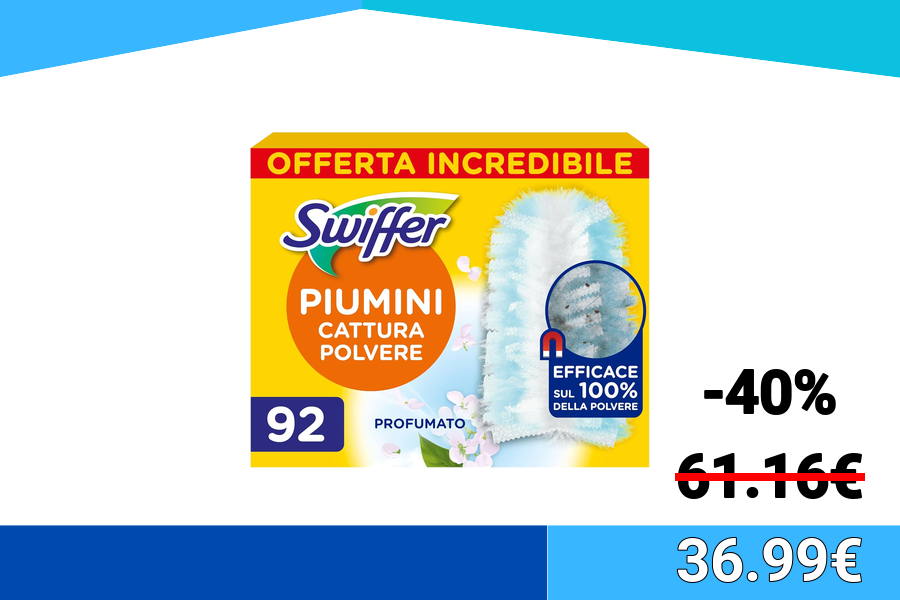 OFFERTA INCREDIBILE
Swiffer
PIUMINI
CATTURA
POLVERE
EFFICACE
SUL 100%
DELLA POLVERE
92
PROFUMATO
-40%
61.16€
36.99€